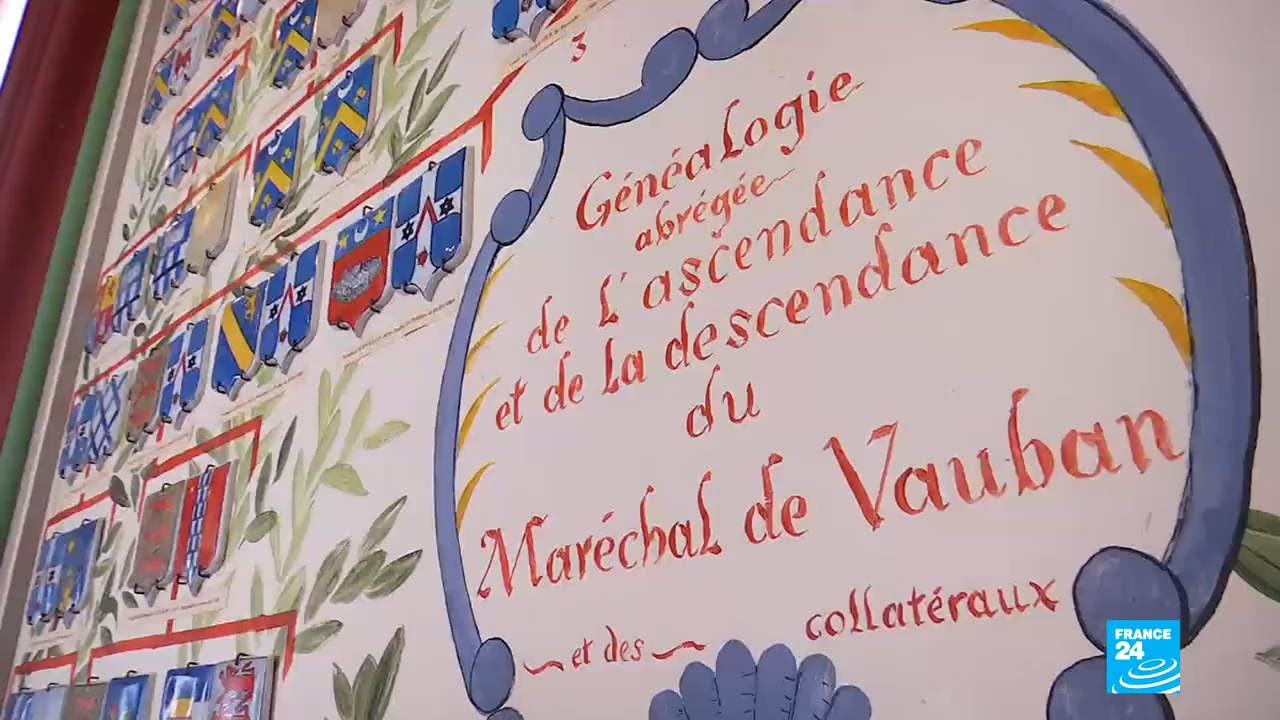 3
Généalogie
abrégée
de l'ascendance
et de la descendance
du
Maréchal de Vauban
et des collatéraux
FRANCE
24